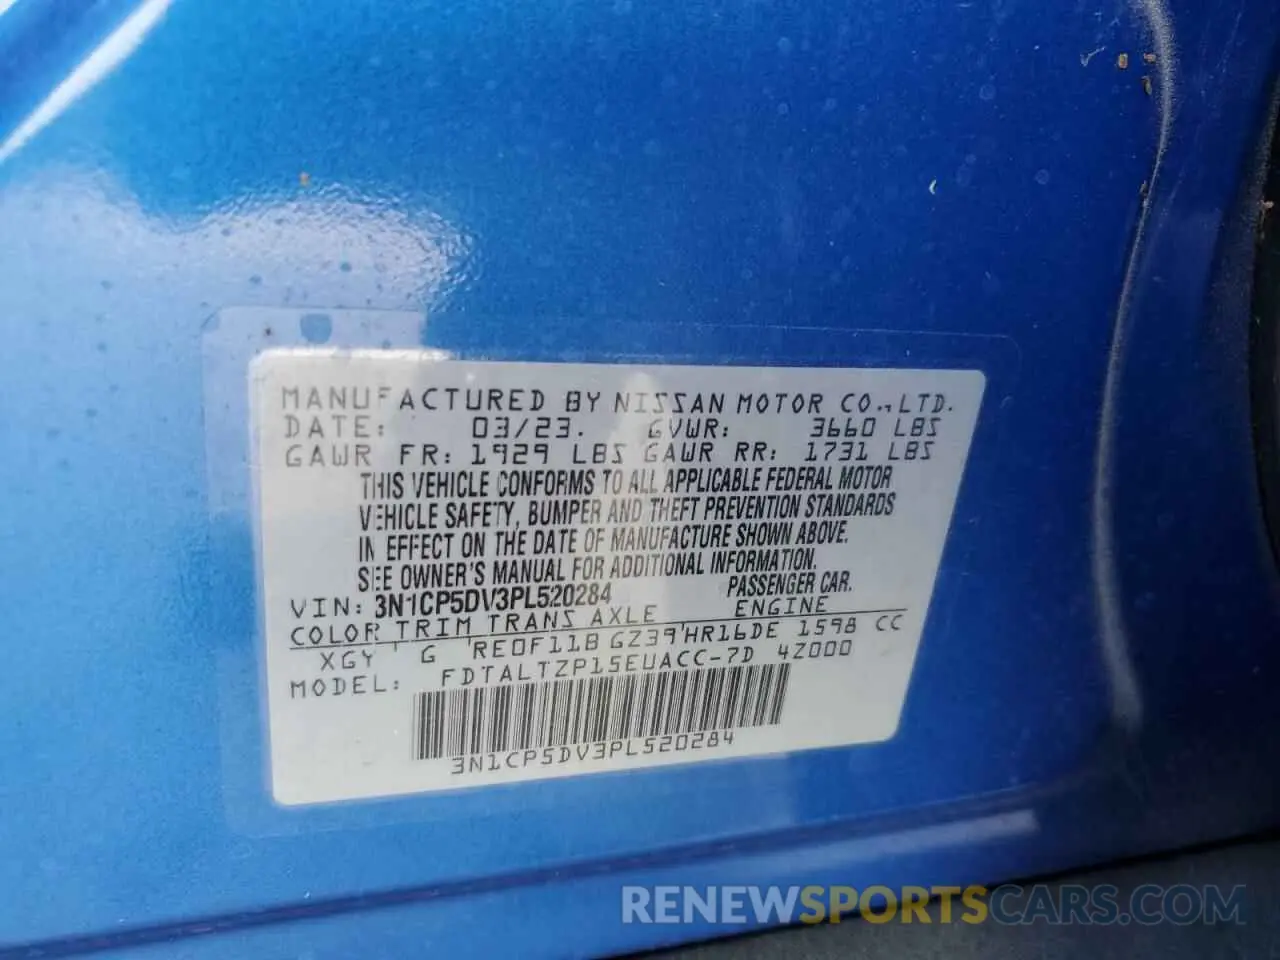 MANUFACTURED BY NISSAN MOTOR CO.,LTD.
DATE: 03/23. GVWR: 3660 LBS
GAWR FR: 1929 LBS GAWR RR: 1731 LBS
THIS VEHICLE CONFORMS TO ALL APPLICABLE FEDERAL MOTOR
VEHICLE SAFETY, BUMPER AND THEFT PREVENTION STANDARDS
IN EFFECT ON THE DATE OF MANUFACTURE SHOWN ABOVE.
SEE OWNER'S MANUAL FOR ADDITIONAL INFORMATION.
VIN: 3N1CP5DV3PL520284 PASSENGER CAR.
COLOR TRIM TRANS AXLE ENGINE
XGY G RE0F11B GZ39 HR16DE 1598 CC
MODEL: FDTALTZP15EUACC-7D 4Z000
3N1CP5DV3PL520284
RENEWSPORTSCARS.COM